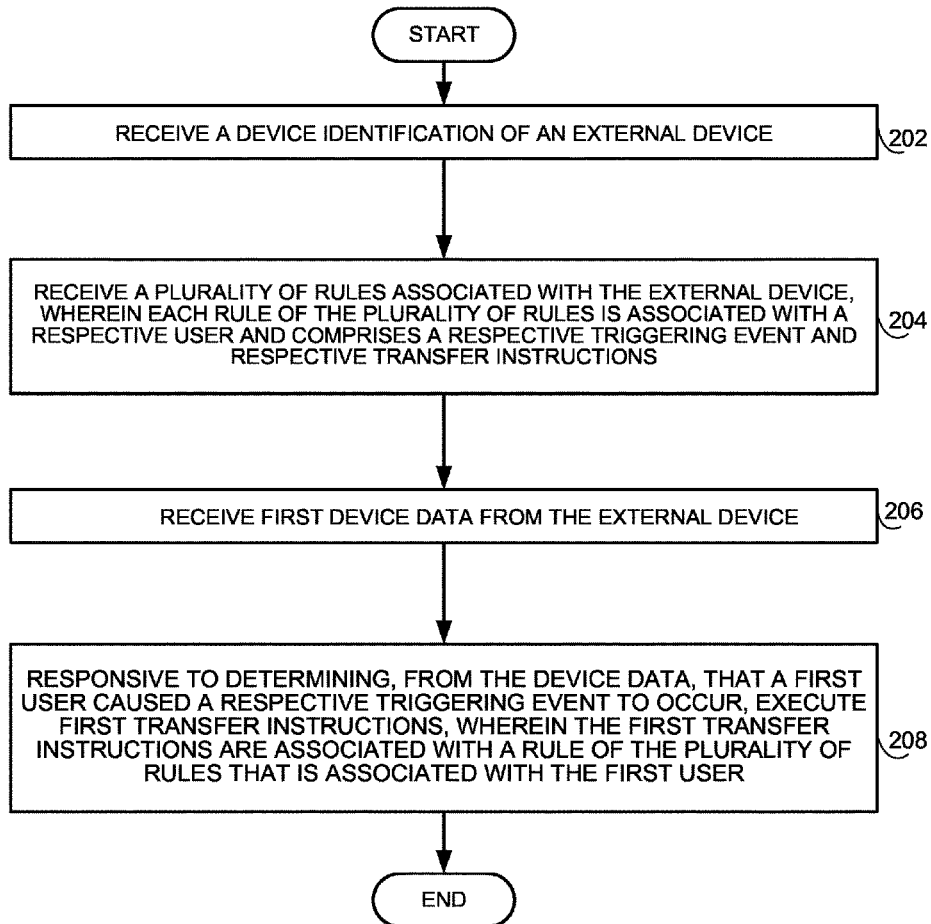 START
RECEIVE A DEVICE IDENTIFICATION OF AN EXTERNAL DEVICE
202
RECEIVE A PLURALITY OF RULES ASSOCIATED WITH THE EXTERNAL DEVICE,
WHEREIN EACH RULE OF THE PLURALITY OF RULES IS ASSOCIATED WITH A
RESPECTIVE USER AND COMPRISES A RESPECTIVE TRIGGERING EVENT AND
RESPECTIVE TRANSFER INSTRUCTIONS
204
RECEIVE FIRST DEVICE DATA FROM THE EXTERNAL DEVICE
206
RESPONSIVE TO DETERMINING, FROM THE DEVICE DATA, THAT A FIRST
USER CAUSED A RESPECTIVE TRIGGERING EVENT TO OCCUR, EXECUTE
FIRST TRANSFER INSTRUCTIONS, WHEREIN THE FIRST TRANSFER
INSTRUCTIONS ARE ASSOCIATED WITH A RULE OF THE PLURALITY OF
RULES THAT IS ASSOCIATED WITH THE FIRST USER
208
END